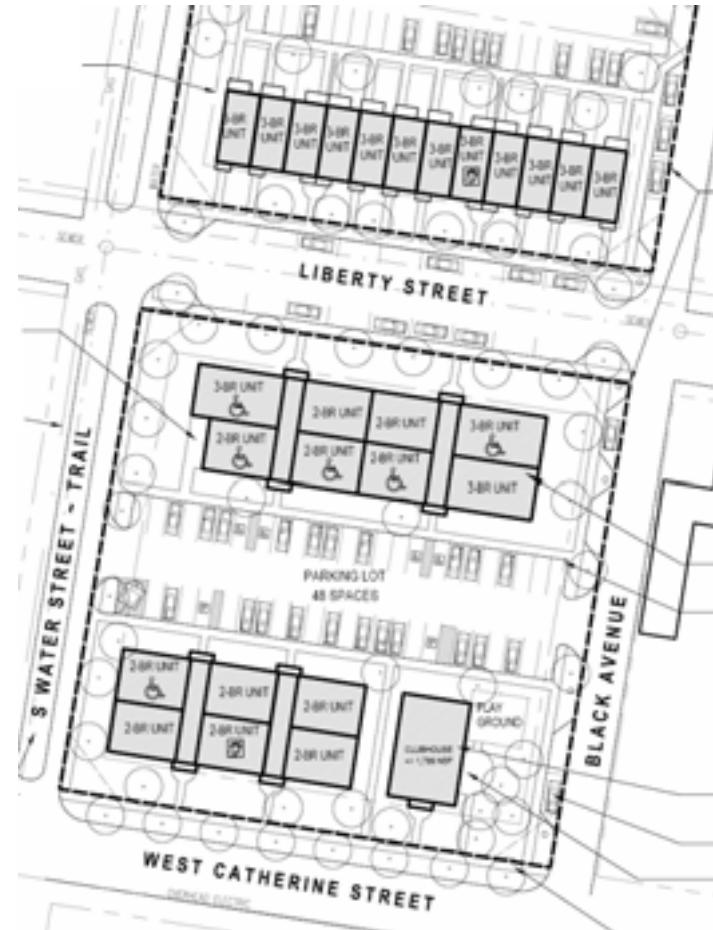 3-BR
UNIT
3-BR
UNIT
3-BR
UNIT
3-BR
UNIT
3-BR
UNIT
3-BR
UNIT
3-BR
UNIT
3-BR
UNIT
3-BR
UNIT
3-BR
UNIT
3-BR
UNIT
3-BR
UNIT
LIBERTY STREET
3-BR UNIT
2-BR UNIT
2-BR UNIT
3-BR UNIT
2-BR UNIT
2-BR UNIT
2-BR UNIT
3-BR UNIT
S WATER STREET ~ TRAIL
PARKING LOT
48 SPACES
BLACK AVENUE
2-BR UNIT
2-BR UNIT
2-BR UNIT
2-BR UNIT
2-BR UNIT
2-BR UNIT
PLAY
GROUND
CLUBHOUSE
WEST CATHERINE STREET
OVERHEAD ELECTRIC